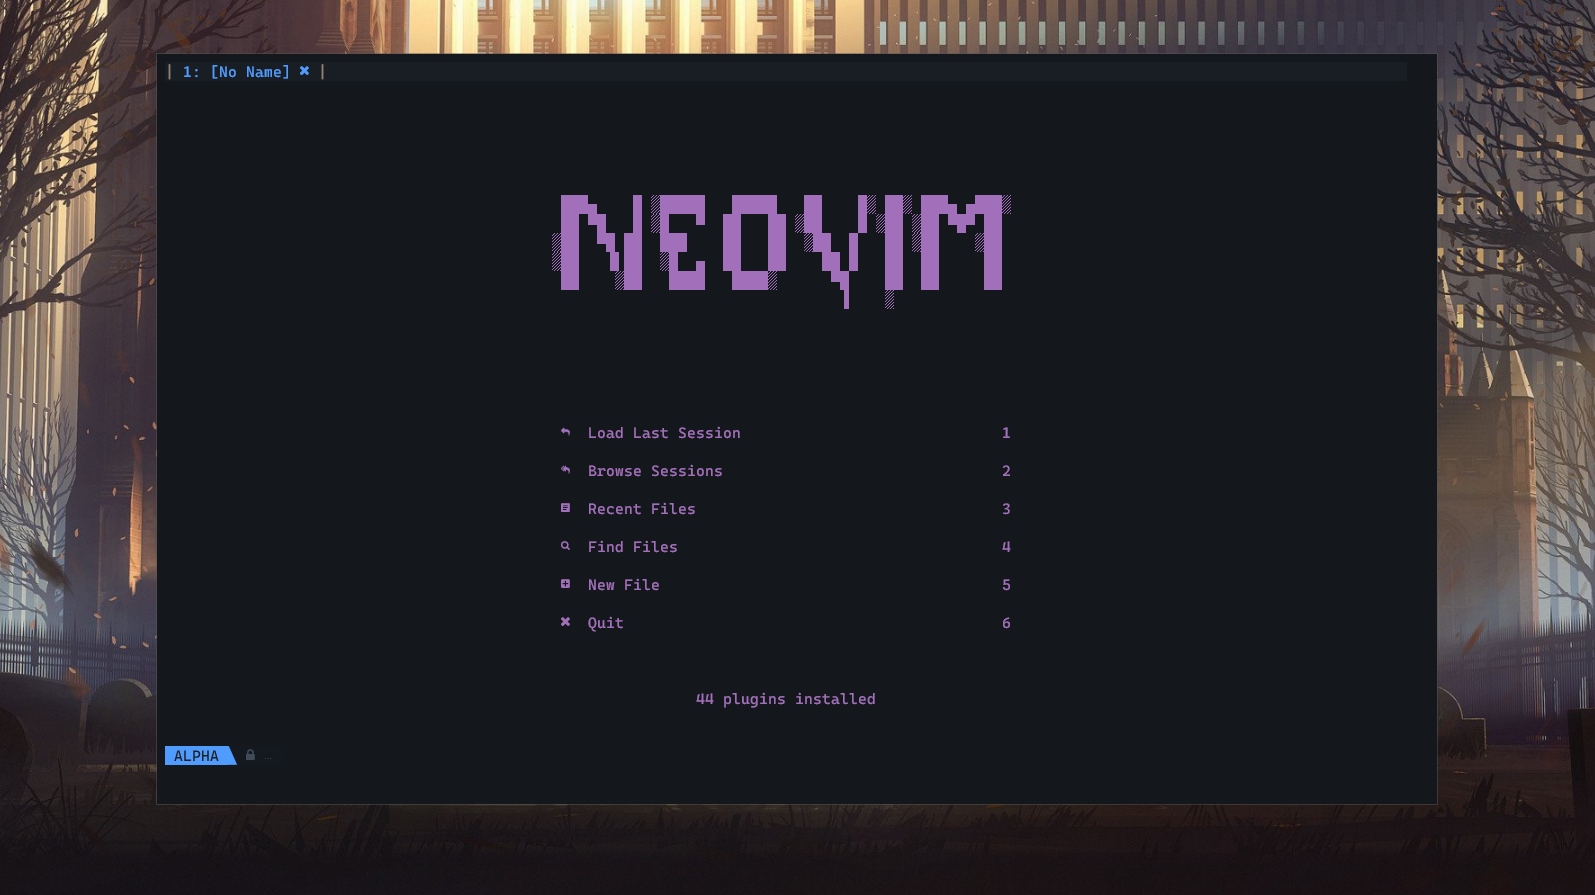 1: [No Name] ✖
NEOVIM
Load Last Session 1
Browse Sessions 2
Recent Files 3
Find Files 4
New File 5
Quit 6
44 plugins installed
ALPHA